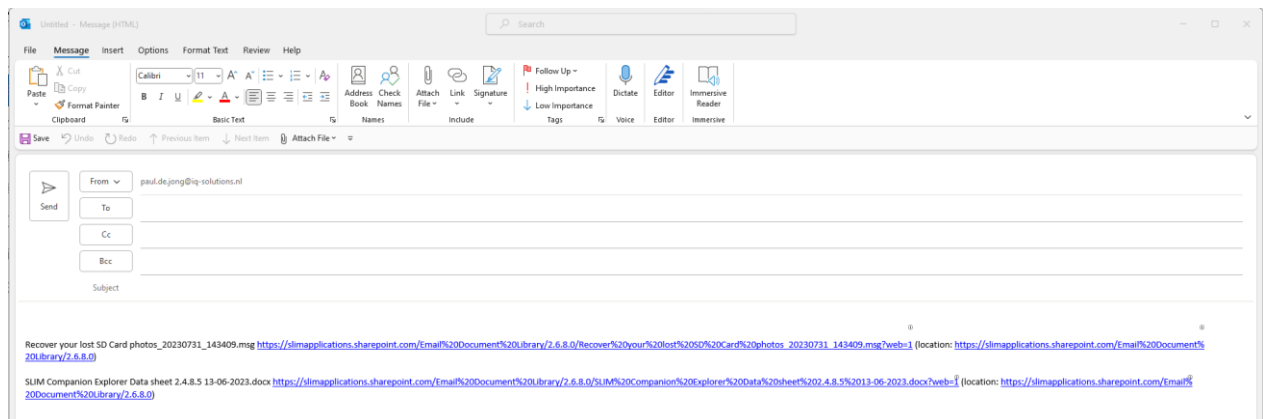 Untitled - Message (HTML)
Search
File Message Insert Options Format Text Review Help
Paste
Cut
Copy
Format Painter
Calibri 11 A^ A˅ A
B I U A
Address Book
Check Names
Attach File
Link
Signature
Follow Up
High Importance
Low Importance
Dictate
Editor
Immersive Reader
Clipboard Basic Text Names Include Tags Voice Editor Immersive
Save Undo Redo Previous Item Next Item Attach File
Send
From paul.de.jong@iq-solutions.nl
To
Cc
Bcc
Subject
Recover your lost SD Card photos_20230731_143409.msg https://slimapplications.sharepoint.com/Email%20Document%20Library/2.6.8.0/Recover%20your%20lost%20SD%20Card%20photos_20230731_143409.msg?web=1 (location: https://slimapplications.sharepoint.com/Email%20Document%
20Library/2.6.8.0)
SLIM Companion Explorer Data sheet 2.4.8.5 13-06-2023.docx https://slimapplications.sharepoint.com/Email%20Document%20Library/2.6.8.0/SLIM%20Companion%20Explorer%20Data%20sheet%202.4.8.5%2013-06-2023.docx?web=1 (location: https://slimapplications.sharepoint.com/Email%
20Document%20Library/2.6.8.0)